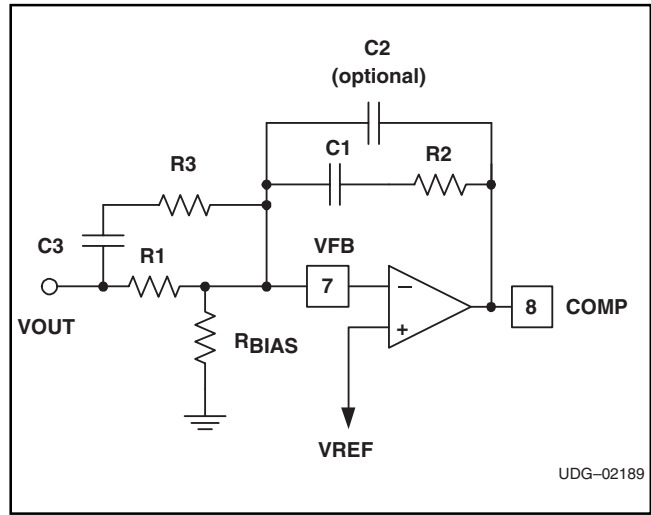 C2
(optional)
C1
R2
R3
C3
R1
VFB
7
−
8
COMP
VOUT
+
RBIAS
VREF
UDG–02189